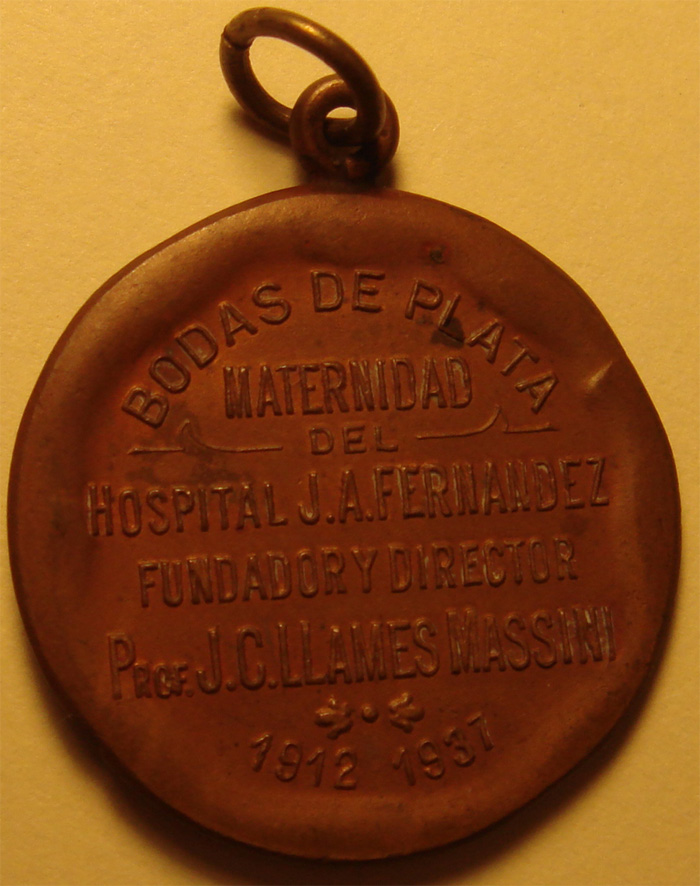 BODAS DE PLATA
MATERNIDAD
DEL
HOSPITAL J.A.FERNANDEZ
FUNDADOR Y DIRECTOR
PROF. J.C.LLAMES MASSINI
1912 1937